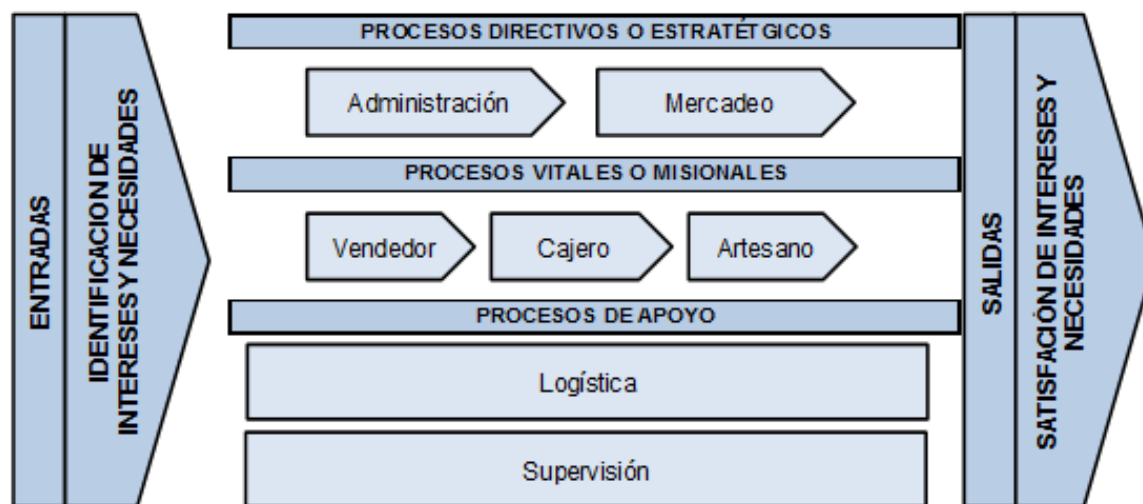 ENTRADAS
IDENTIFICACION DE
INTERESES Y NECESIDADES
PROCESOS DIRECTIVOS O ESTRATÉTGICOS
Administración
Mercadeo
PROCESOS VITALES O MISIONALES
Vendedor
Cajero
Artesano
PROCESOS DE APOYO
Logística
Supervisión
SALIDAS
SATISFACIÓN DE INTERESES Y
NECESIDADES